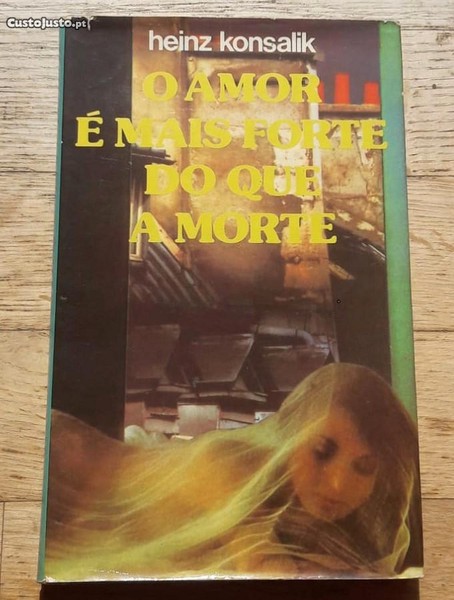 CustoJusto.pt
heinz konsalik
O AMOR
É MAIS FORTE
DO QUE
A MORTE